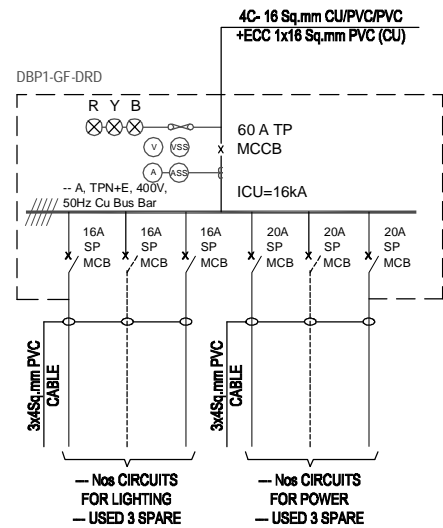 4C- 16 Sq.mm CU/PVC/PVC
+ECC 1x16 Sq.mm PVC (CU)
DBP1-GF-DRD
R Y B
60 A TP
MCCB
V VSS
A ASS
ICU=16kA
-- A, TPN+E, 400V,
50Hz Cu Bus Bar
16A
SP
MCB
16A
SP
MCB
16A
SP
MCB
20A
SP
MCB
20A
SP
MCB
20A
SP
MCB
3x4Sq.mm PVC
CABLE
3x4Sq.mm PVC
CABLE
--- Nos CIRCUITS
FOR LIGHTING
--- USED 3 SPARE
--- Nos CIRCUITS
FOR POWER
--- USED 3 SPARE